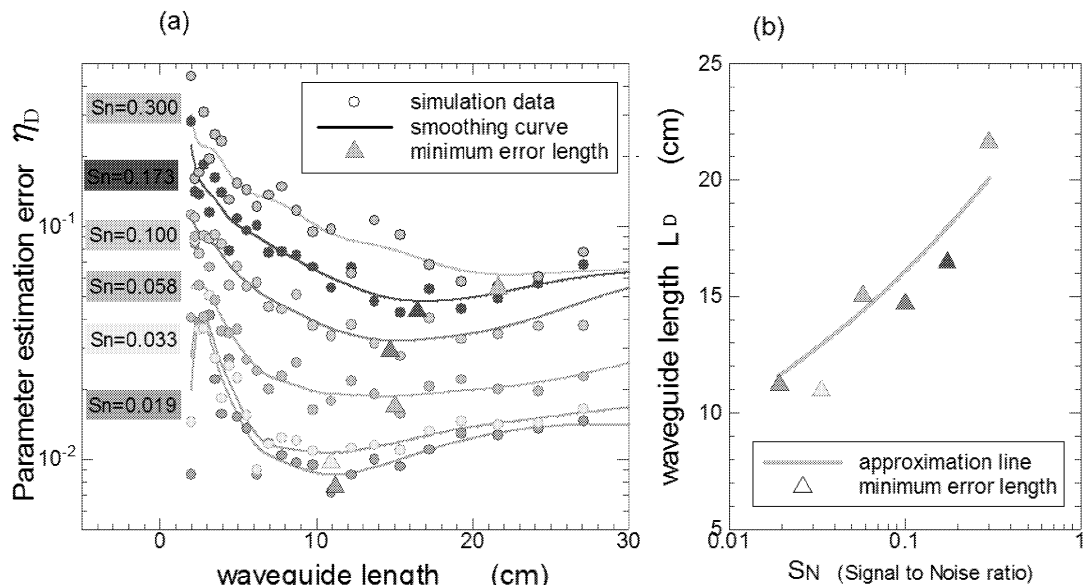 (a)
Parameter estimation error η_D
10^-1
10^-2
Sn=0.300
Sn=0.173
Sn=0.100
Sn=0.058
Sn=0.033
Sn=0.019
simulation data
smoothing curve
minimum error length
0 10 20 30
waveguide length (cm)
(b)
waveguide length L_D (cm)
25
20
15
10
5
approximation line
minimum error length
0.01 0.1 1
S_N (Signal to Noise ratio)